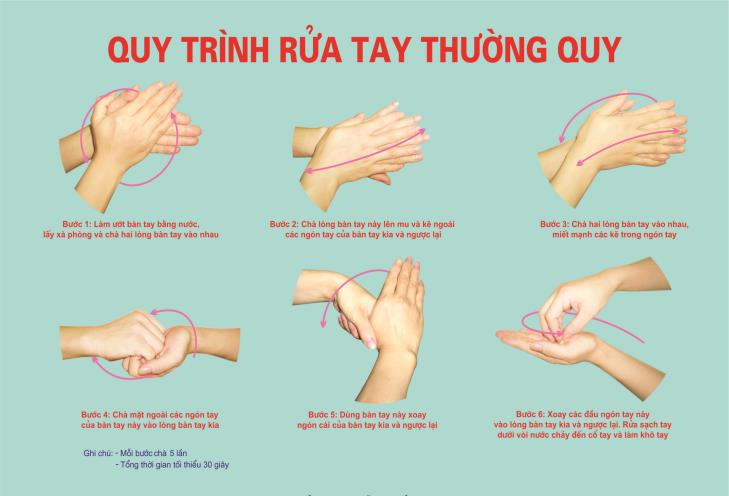 QUY TRÌNH RỬA TAY THƯỜNG QUY
Bước 1: Làm ướt bàn tay bằng nước,
lấy xà phòng và chà hai lòng bàn tay vào nhau
Bước 2: Chà lòng bàn tay này lên mu và kẽ ngoài
các ngón tay của bàn tay kia và ngược lại
Bước 3: Chà hai lòng bàn tay vào nhau,
miết mạnh các kẽ trong ngón tay
Bước 4: Chà mặt ngoài các ngón tay
của bàn tay này vào lòng bàn tay kia
Bước 5: Dùng bàn tay này xoay
ngón cái của bàn tay kia và ngược lại
Bước 6: Xoay các đầu ngón tay này
vào lòng bàn tay kia và ngược lại. Rửa sạch tay
dưới vòi nước chảy đến cổ tay và làm khô tay
Ghi chú: - Mỗi bước chà 5 lần
- Tổng thời gian tối thiểu 30 giây